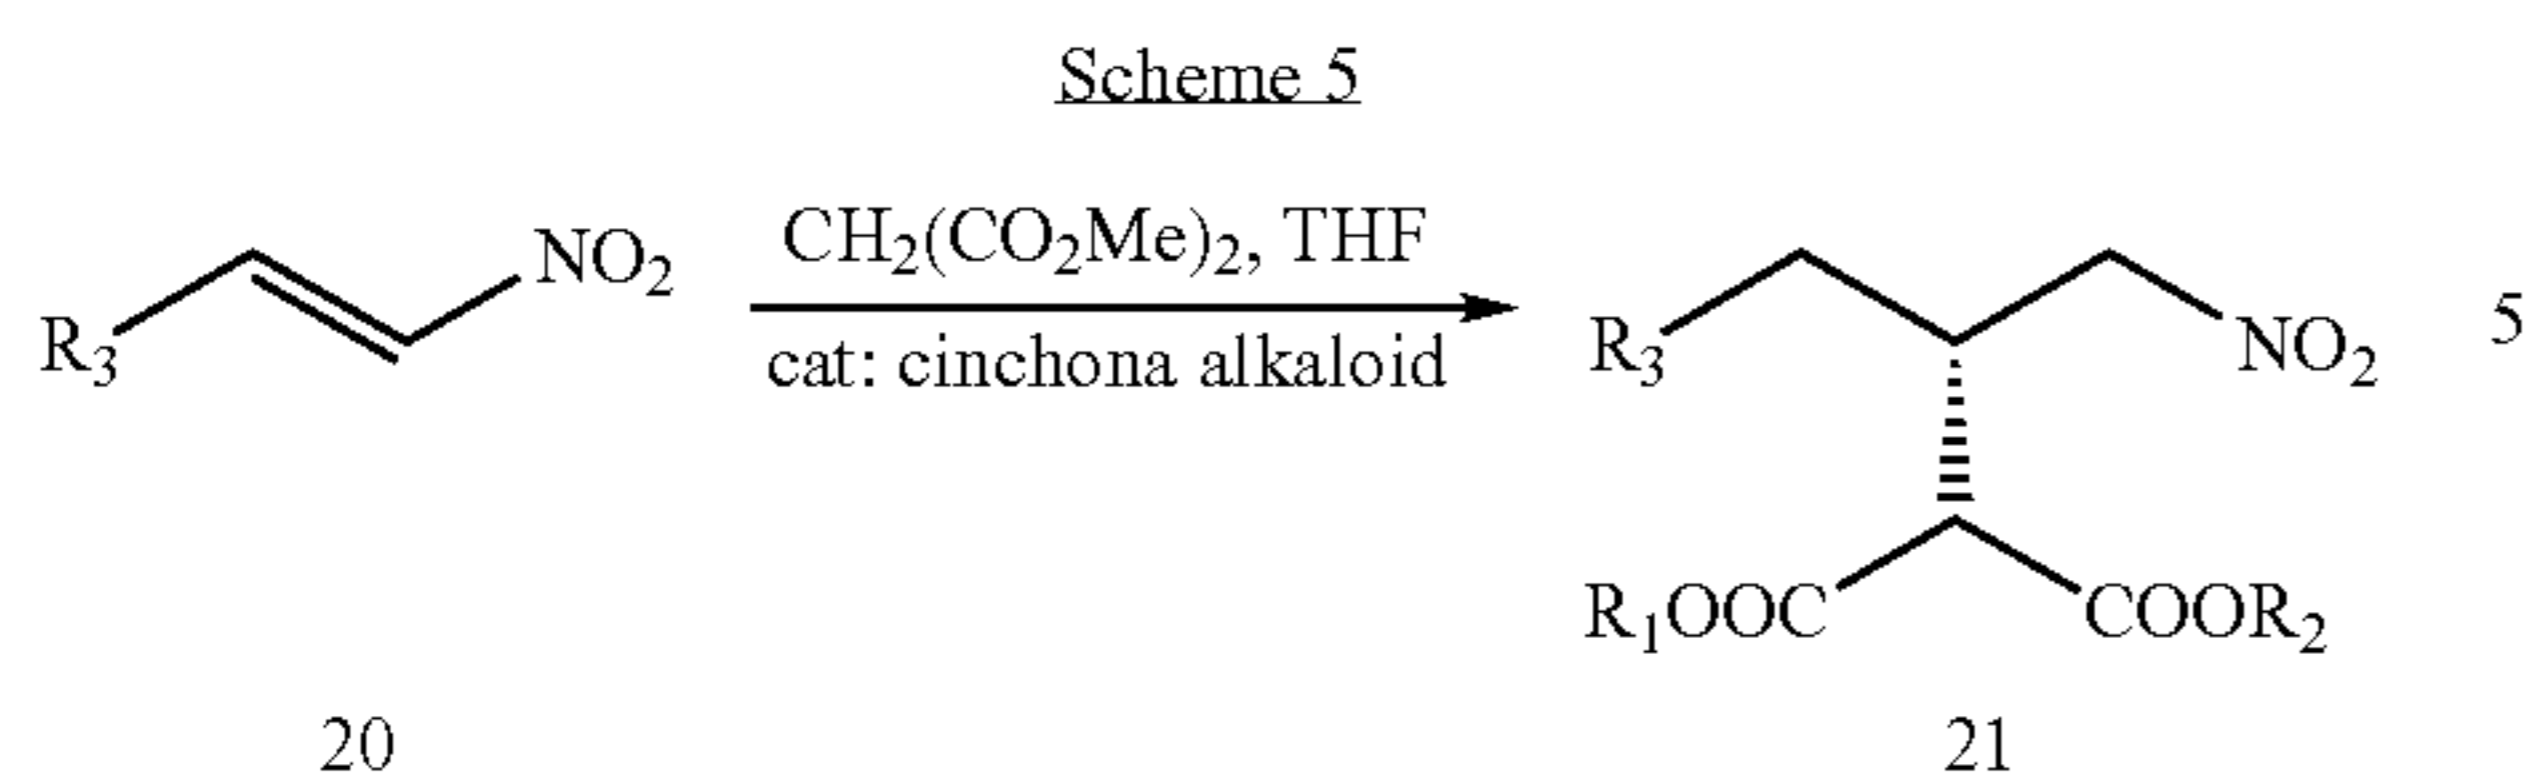 Scheme 5
CH₂(CO₂Me)₂, THF
cat: cinchona alkaloid
R₃
NO₂
R₃
NO₂
5
R₁OOC
COOR₂
20
21